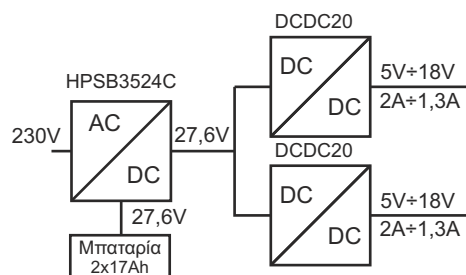 DCDC20
HPSB3524C
DC
DC
5V÷18V
2A÷1,3A
230V
AC
DC
27,6V
DCDC20
27,6V
DC
DC
5V÷18V
2A÷1,3A
Μπαταρία
2x17Ah